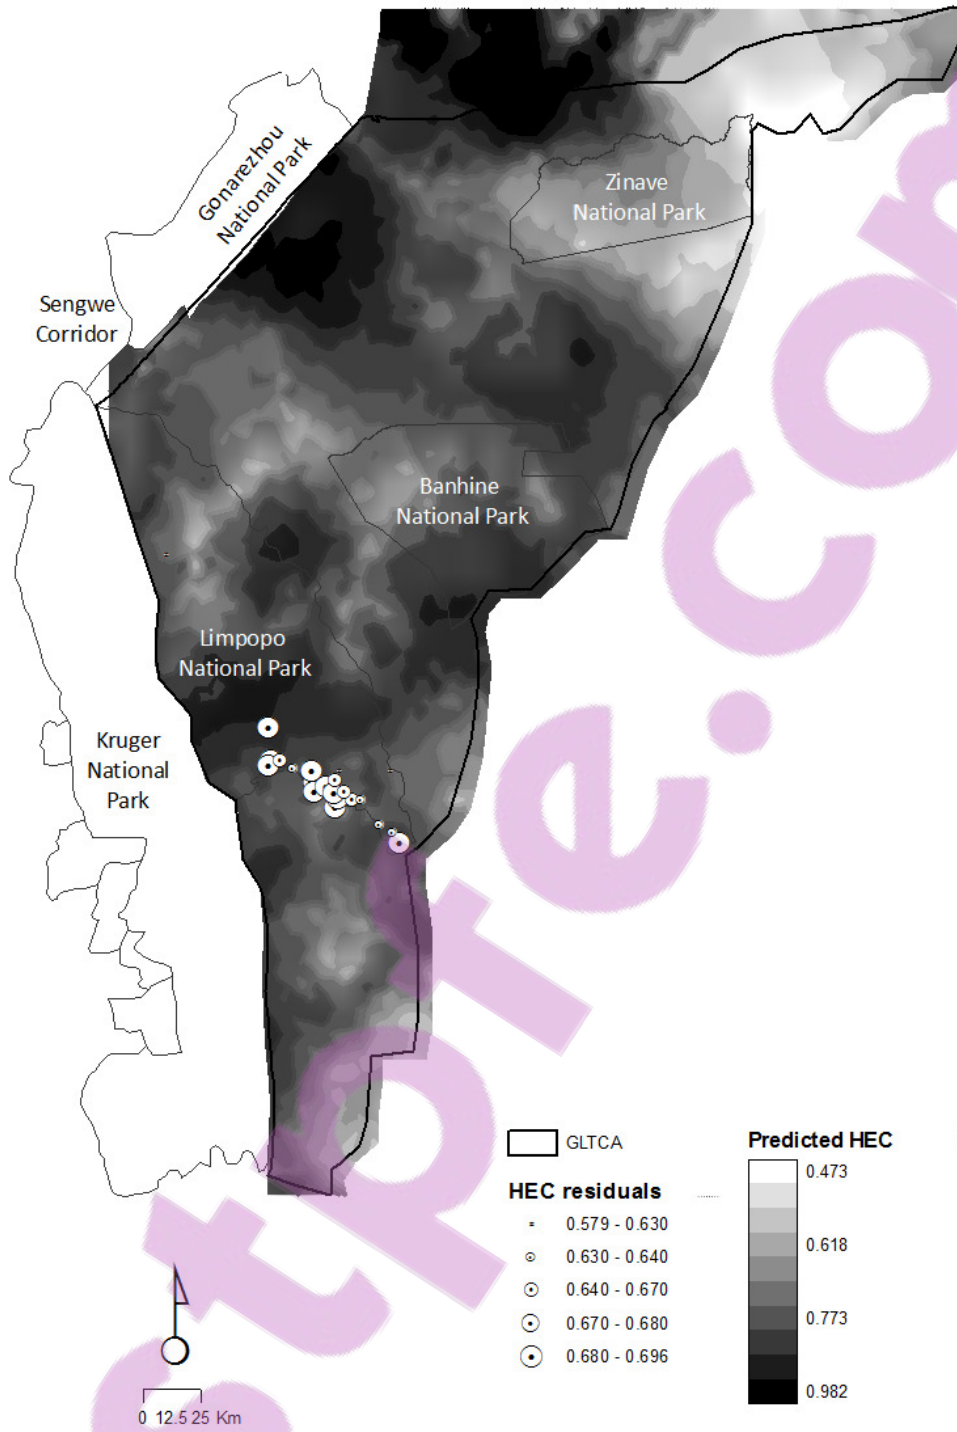 Gonarezhou
National Park
Zinave
National Park
Sengwe
Corridor
Banhine
National Park
Limpopo
National Park
Kruger
National
Park
GLTCA
HEC residuals
0.579 - 0.630
0.630 - 0.640
0.640 - 0.670
0.670 - 0.680
0.680 - 0.696
Predicted HEC
0.473
0.618
0.773
0.982
0 12.5 25 Km
stpre.com